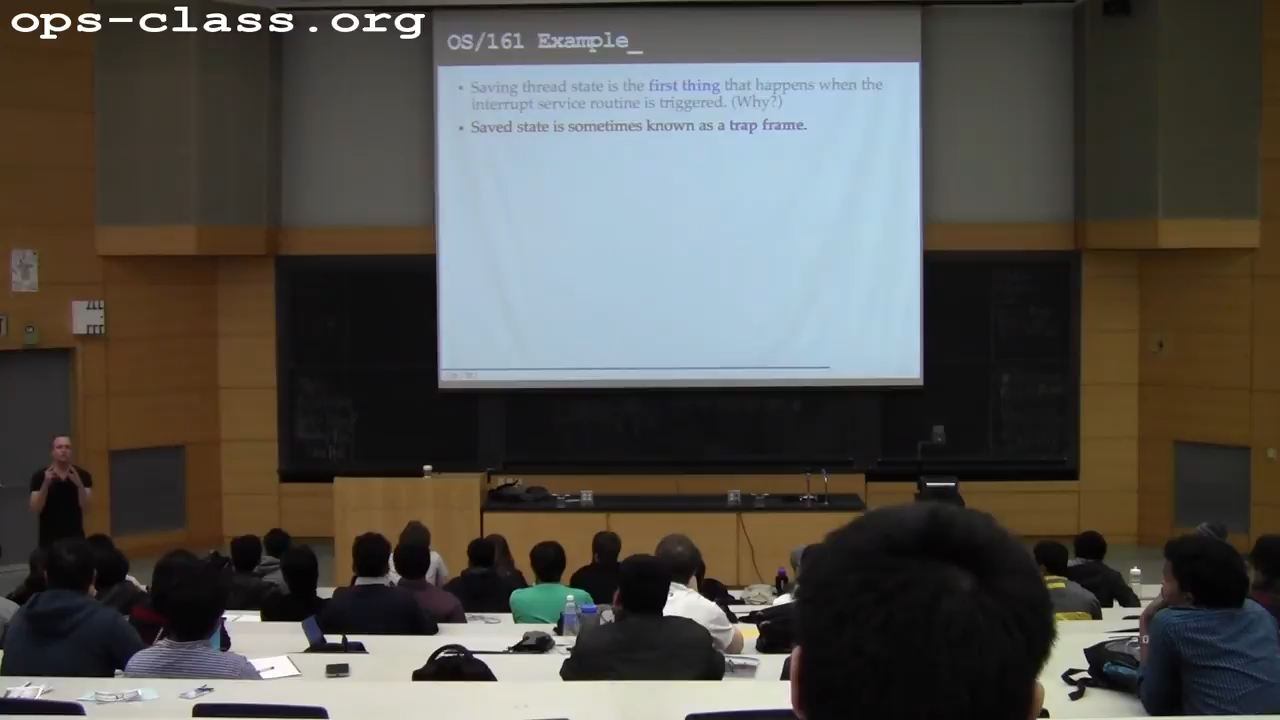 ops-class.org
OS/161 Example_
• Saving thread state is the first thing that happens when the
interrupt service routine is triggered. (Why?)
• Saved state is sometimes known as a trap frame.